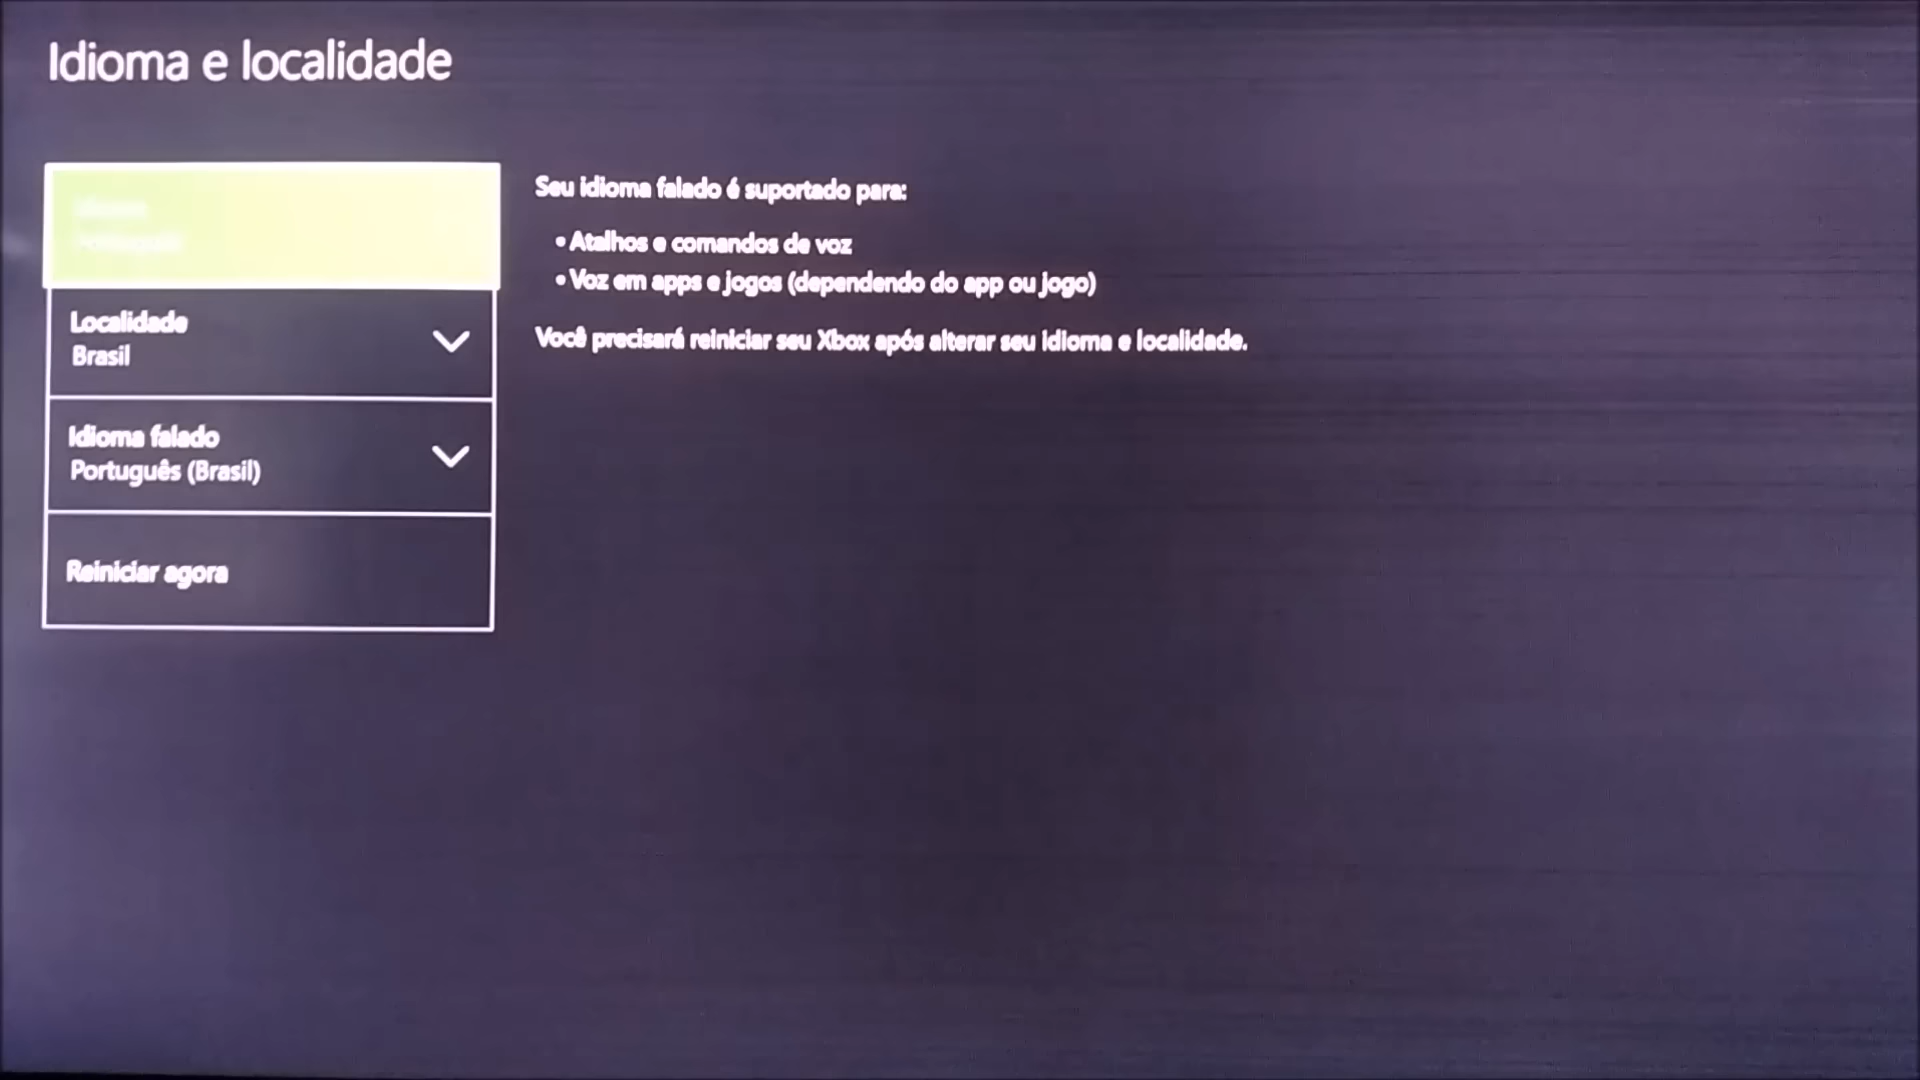 Idioma e localidade
Idioma
Português
Localidade
Brasil
Idioma falado
Português (Brasil)
Reiniciar agora
Seu idioma falado é suportado para:
• Atalhos e comandos de voz
• Voz em apps e jogos (dependendo do app ou jogo)
Você precisará reiniciar seu Xbox após alterar seu idioma e localidade.